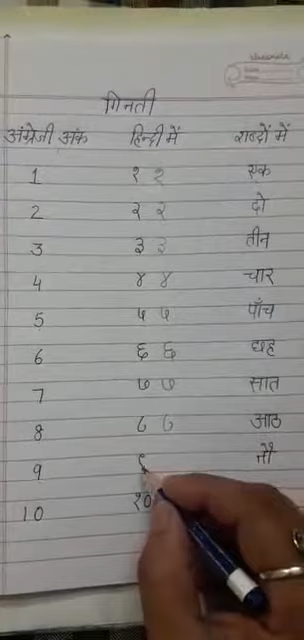 गिनती
अंग्रेजी अंक हिन्दी में शब्दों में
1 १ १ एक
2 २ २ दो
3 ३ ३ तीन
4 ४ ४ चार
5 ५ ५ पाँच
6 ६ ६ छह
7 ७ ७ सात
8 ८ ८ आठ
9 ९ नौ
10 १०